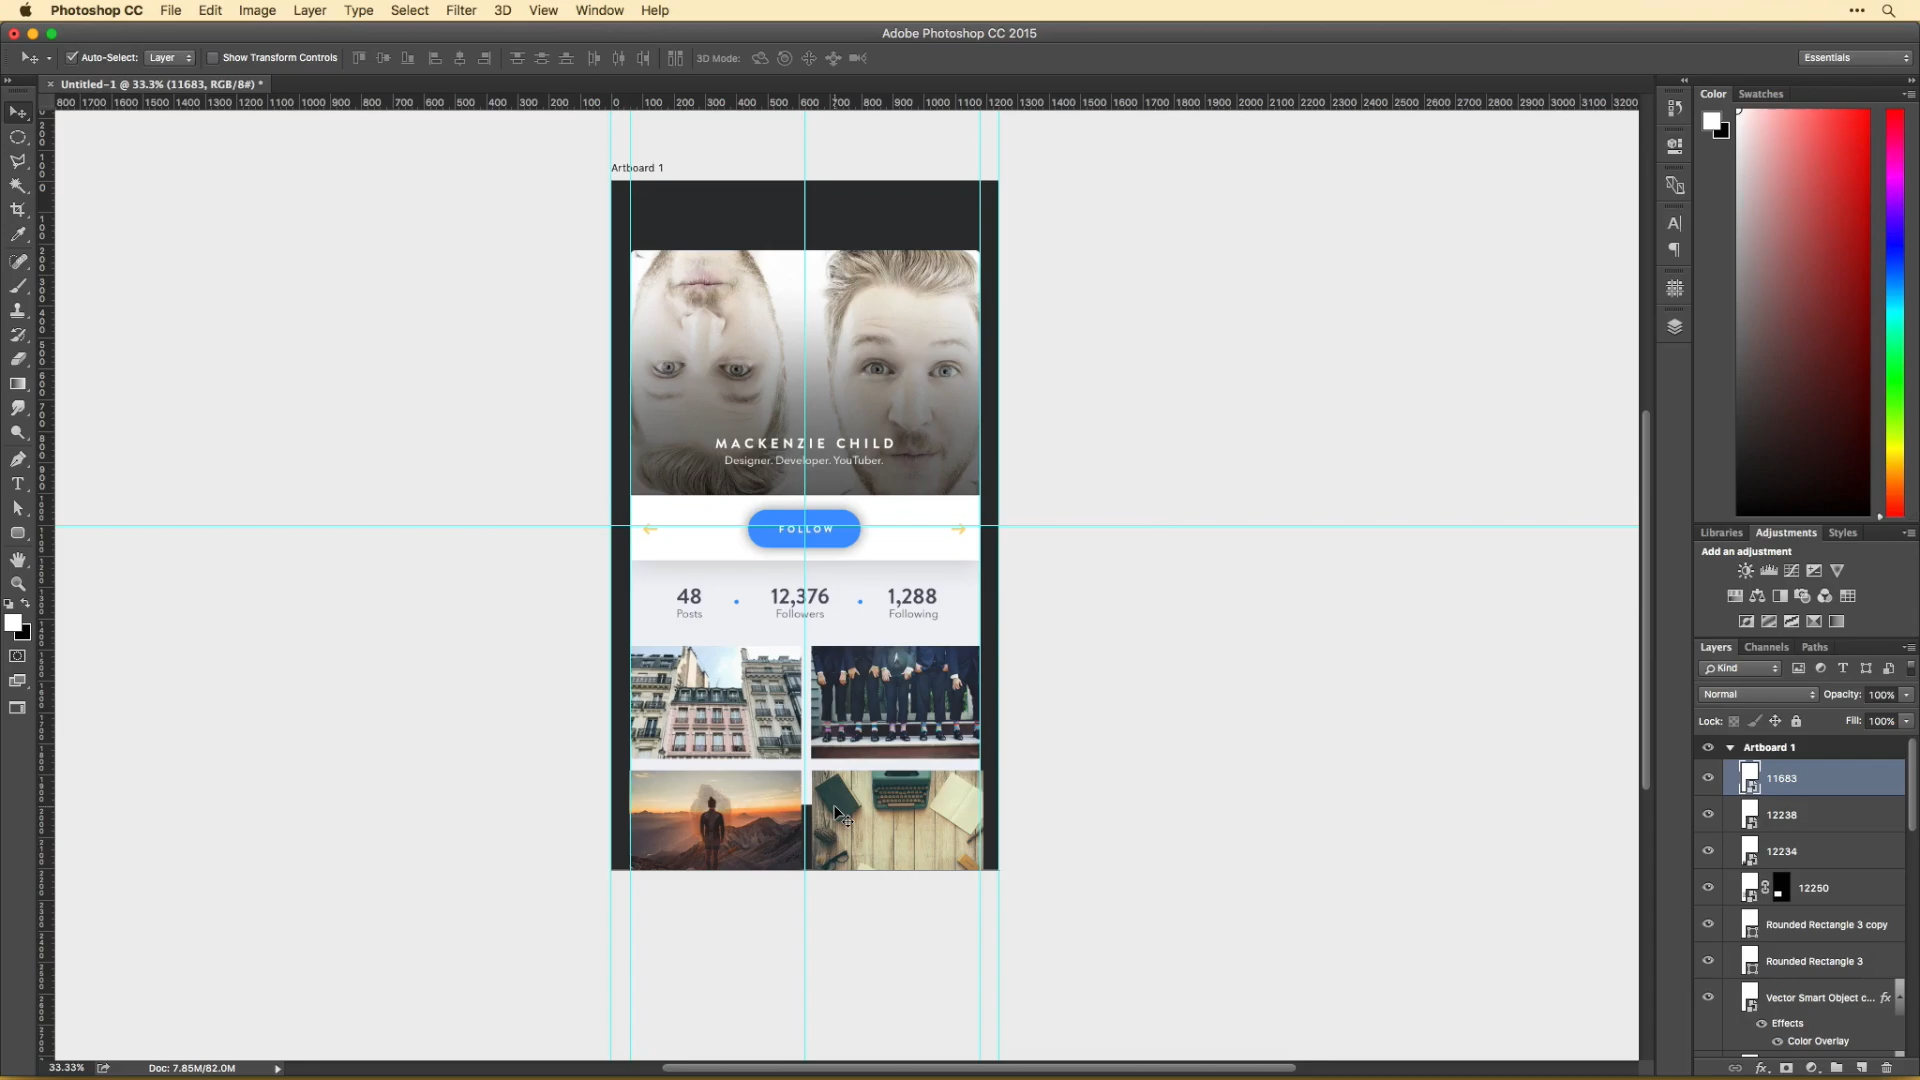 Photoshop CC File Edit Image Layer Type Select Filter 3D View Window Help
Adobe Photoshop CC 2015
Auto-Select: Layer Show Transform Controls 3D Mode: Essentials
Untitled-1 @ 33.3% (11683, RGB/8#) *
800 1700 1600 1500 1400 1300 1200 1100 1000 900 800 700 600 500 400 300 200 100 0 100 200 300 400 500 600 700 800 900 1000 1100 1200 1300 1400 1500 1600 1700 1800 1900 2000 2100 2200 2300 2400 2500 2600 2700 2800 2900 3000 3100 3200
Color Swatches
Artboard 1
MACKENZIE CHILD
Designer. Developer. YouTuber.
FOLLOW
48 12,376 1,288
Posts Followers Following
Libraries Adjustments Styles
Add an adjustment
Layers Channels Paths
Kind
Normal Opacity: 100%
Lock: Fill: 100%
Artboard 1
11683
12238
12234
12250
Rounded Rectangle 3 copy
Rounded Rectangle 3
Vector Smart Object c... fx
Effects
Color Overlay
33.33% Doc: 7.85M/82.0M